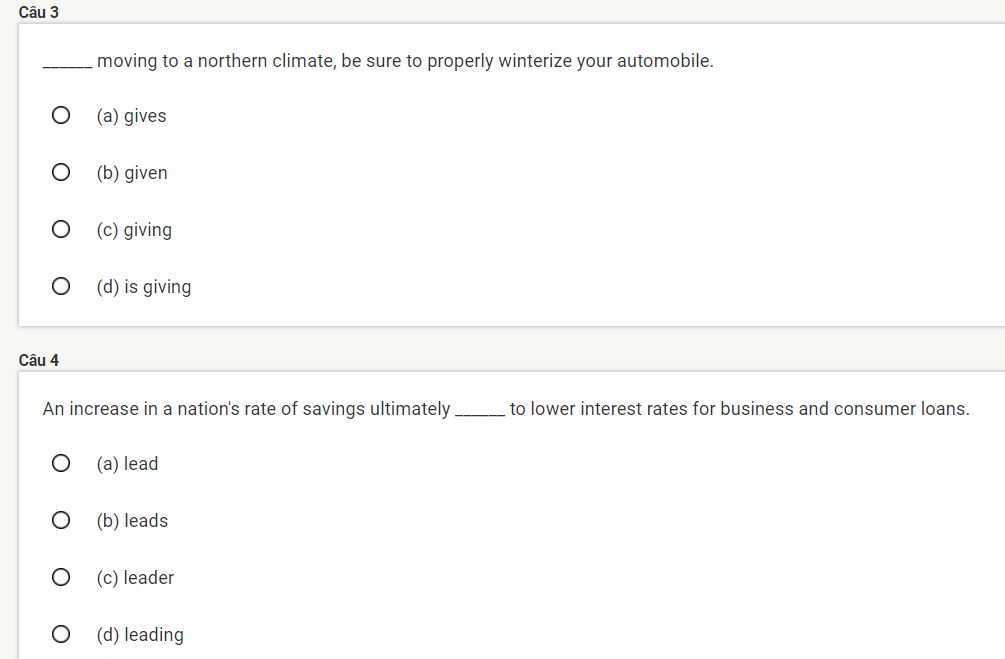 Câu 3
______ moving to a northern climate, be sure to properly winterize your automobile.
(a) gives
(b) given
(c) giving
(d) is giving
Câu 4
An increase in a nation's rate of savings ultimately ______ to lower interest rates for business and consumer loans.
(a) lead
(b) leads
(c) leader
(d) leading